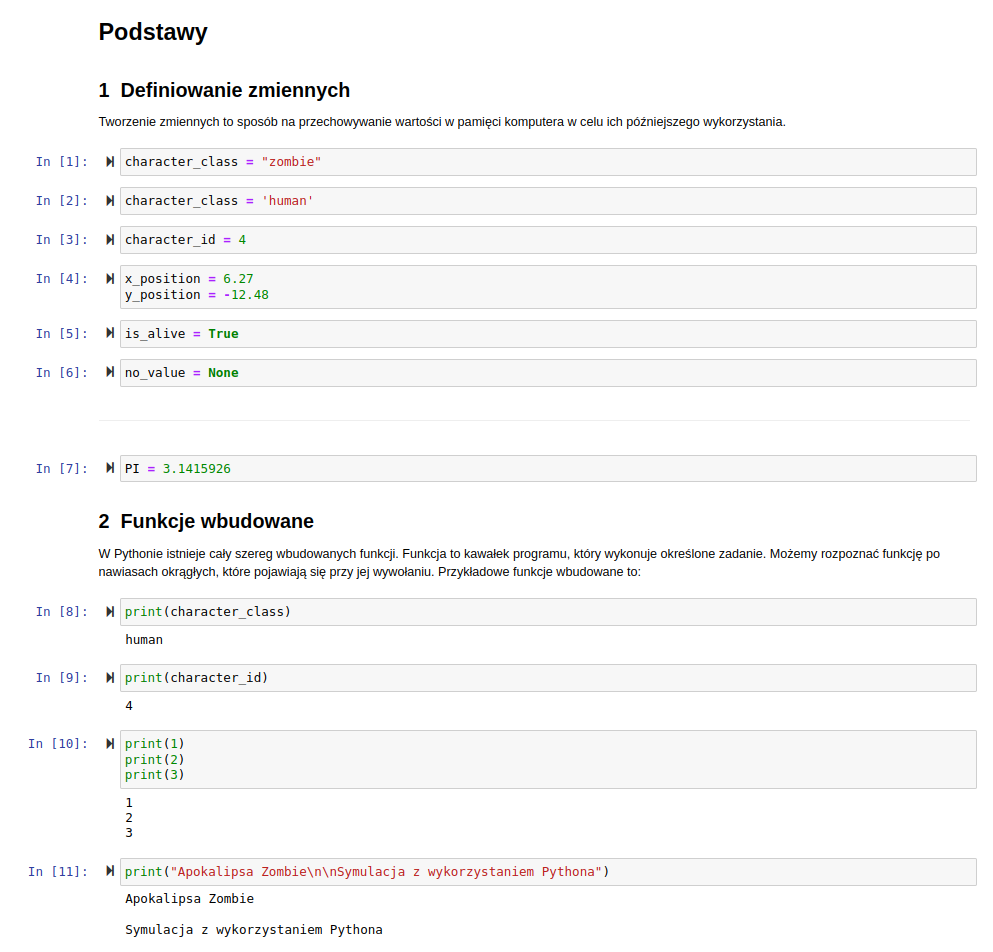 Podstawy
1 Definiowanie zmiennych
Tworzenie zmiennych to sposób na przechowywanie wartości w pamięci komputera w celu ich późniejszego wykorzystania.
In [1]: character_class = "zombie"
In [2]: character_class = 'human'
In [3]: character_id = 4
In [4]: x_position = 6.27
y_position = -12.48
In [5]: is_alive = True
In [6]: no_value = None
In [7]: PI = 3.1415926
2 Funkcje wbudowane
W Pythonie istnieje cały szereg wbudowanych funkcji. Funkcja to kawałek programu, który wykonuje określone zadanie. Możemy rozpoznać funkcję po
nawiasach okrągłych, które pojawiają się przy jej wywołaniu. Przykładowe funkcje wbudowane to:
In [8]: print(character_class)
human
In [9]: print(character_id)
4
In [10]: print(1)
print(2)
print(3)
1
2
3
In [11]: print("Apokalipsa Zombie\n\nSymulacja z wykorzystaniem Pythona")
Apokalipsa Zombie
Symulacja z wykorzystaniem Pythona